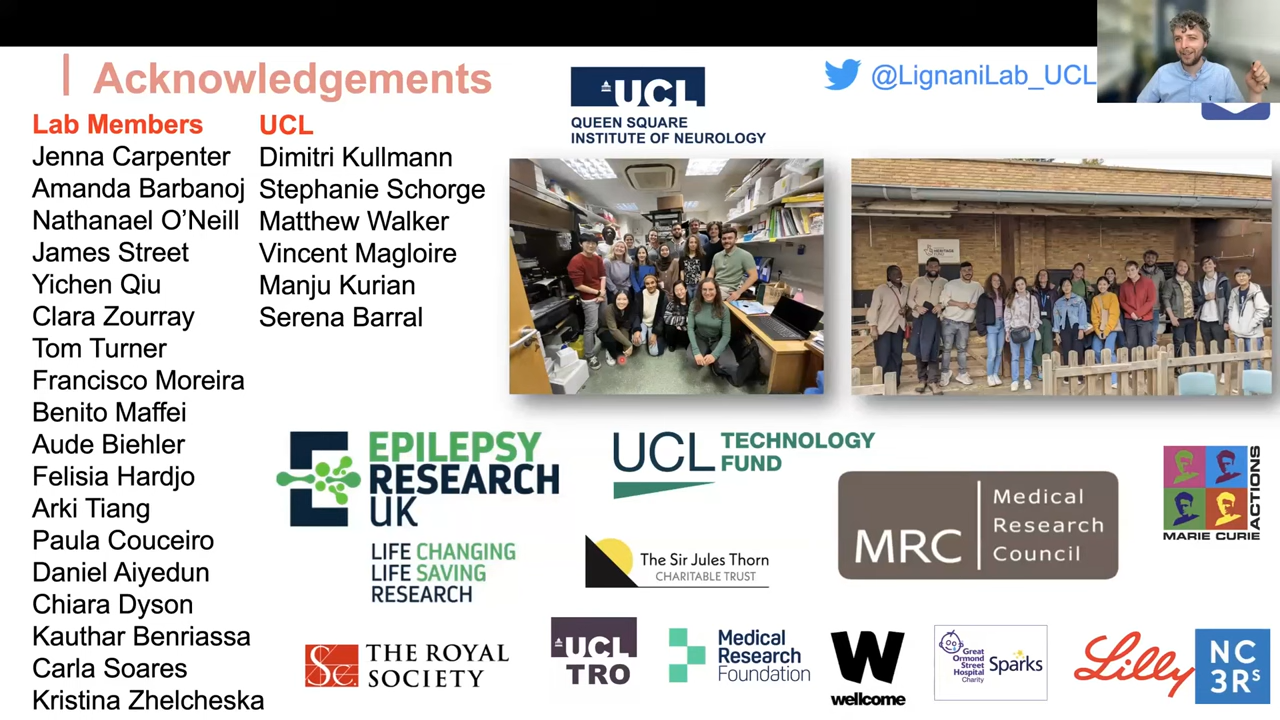 Acknowledgements
@LignaniLab_UCL
UCL
QUEEN SQUARE
INSTITUTE OF NEUROLOGY
Lab Members
Jenna Carpenter
Amanda Barbanoj
Nathanael O’Neill
James Street
Yichen Qiu
Clara Zourray
Tom Turner
Francisco Moreira
Benito Maffei
Aude Biehler
Felisia Hardjo
Arki Tiang
Paula Couceiro
Daniel Aiyedun
Chiara Dyson
Kauthar Benriassa
Carla Soares
Kristina Zhelcheska
UCL
Dimitri Kullmann
Stephanie Schorge
Matthew Walker
Vincent Magloire
Manju Kurian
Serena Barral
EPILEPSY
RESEARCH
UK
LIFE CHANGING
LIFE SAVING
RESEARCH
UCL TECHNOLOGY
FUND
The Sir Jules Thorn
CHARITABLE TRUST
MRC
Medical
Research
Council
MARIE CURIE
ACTIONS
THE ROYAL
SOCIETY
UCL
TRO
Medical
Research
Foundation
W
wellcome
Great
Ormond
Street
Hospital
Charity
Sparks
Lilly
NC
3Rs